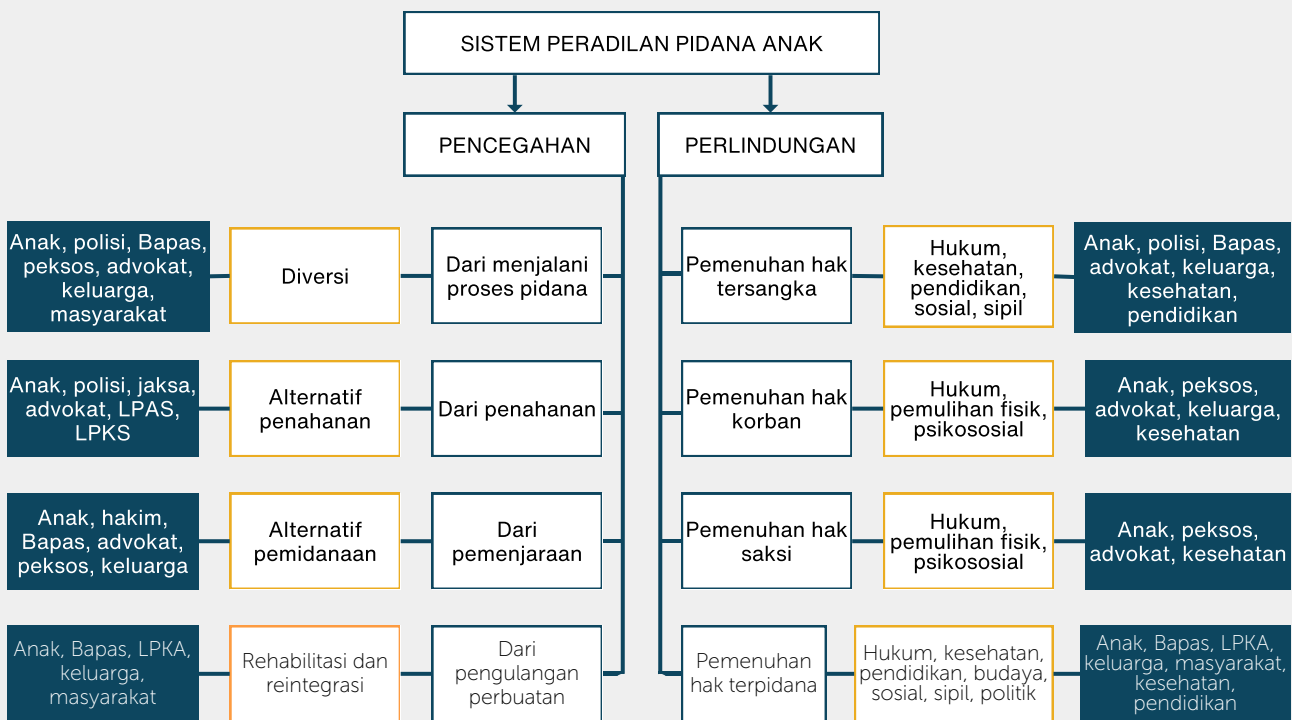 SISTEM PERADILAN PIDANA ANAK
PENCEGAHAN
PERLINDUNGAN
Anak, polisi, Bapas,
peksos, advokat,
keluarga,
masyarakat
Diversi
Dari menjalani
proses pidana
Pemenuhan hak
tersangka
Hukum,
kesehatan,
pendidikan,
sosial, sipil
Anak, polisi, Bapas,
advokat, keluarga,
kesehatan,
pendidikan
Anak, polisi, jaksa,
advokat, LPAS,
LPKS
Alternatif
penahanan
Dari penahanan
Pemenuhan hak
korban
Hukum,
pemulihan fisik,
psikososial
Anak, peksos,
advokat, keluarga,
kesehatan
Anak, hakim,
Bapas, advokat,
peksos, keluarga
Alternatif
pemidanaan
Dari
pemenjaraan
Pemenuhan hak
saksi
Hukum,
pemulihan fisik,
psikososial
Anak, peksos,
advokat, kesehatan
Anak, Bapas, LPKA,
keluarga,
masyarakat
Rehabilitasi dan
reintegrasi
Dari
pengulangan
perbuatan
Pemenuhan
hak terpidana
Hukum, kesehatan,
pendidikan, budaya,
sosial, sipil, politik
Anak, Bapas, LPKA,
keluarga, masyarakat,
kesehatan,
pendidikan